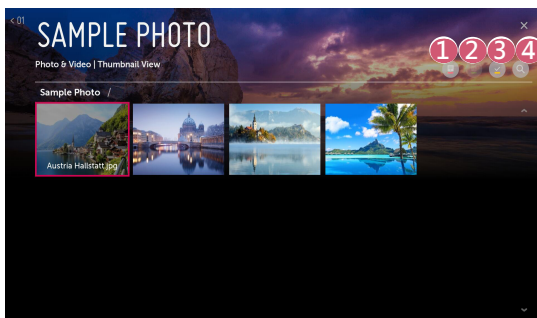 < 01
SAMPLE PHOTO
1 2 3 4
Photo & Video | Thumbnail View
Sample Photo /
Austria Hallstatt.jpg